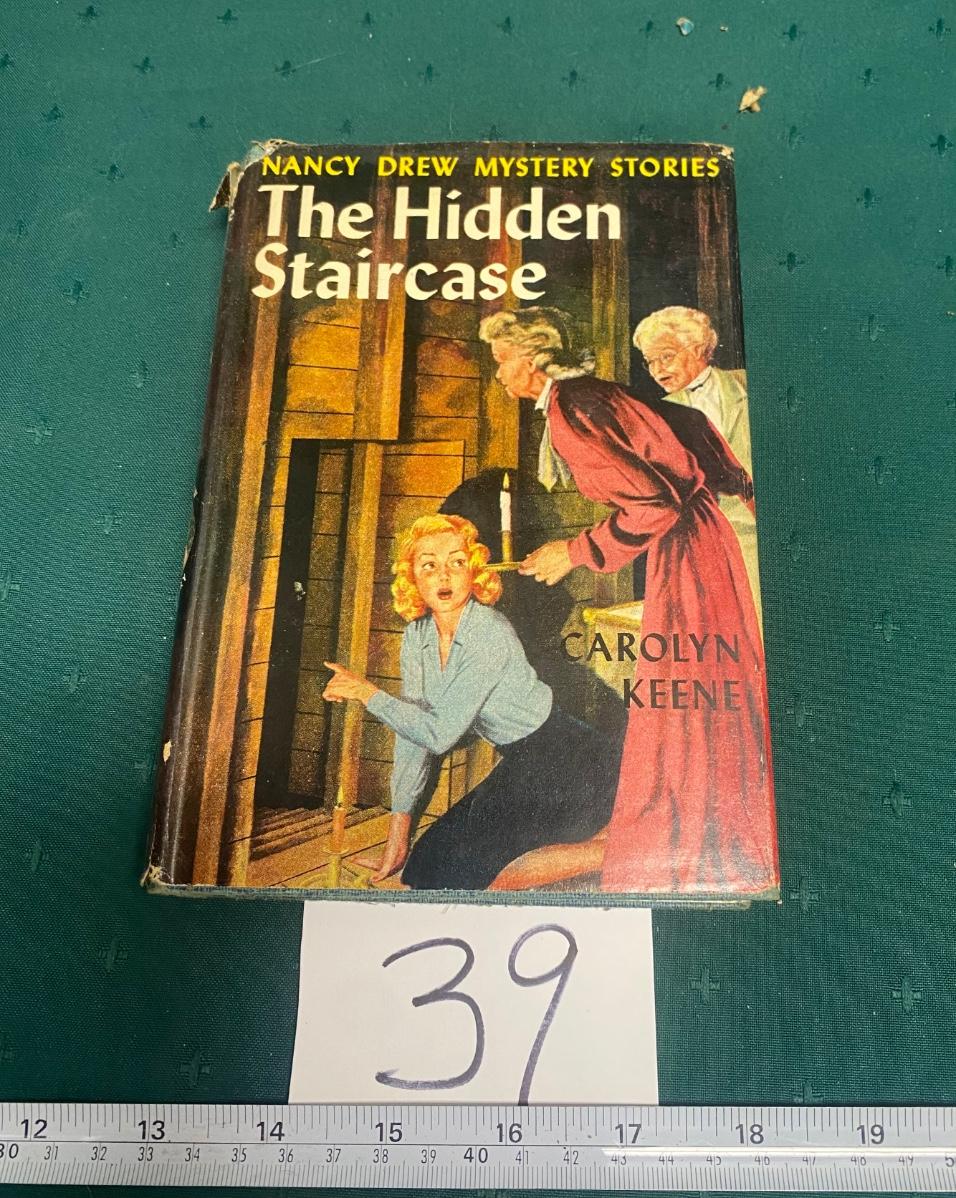 NANCY DREW MYSTERY STORIES
The Hidden
Staircase
CAROLYN
KEENE
39
12 13 14 15 16 17 18 19
30 31 32 33 34 35 36 37 38 39 40 41 42 43 44 45 46 47 48 49 5